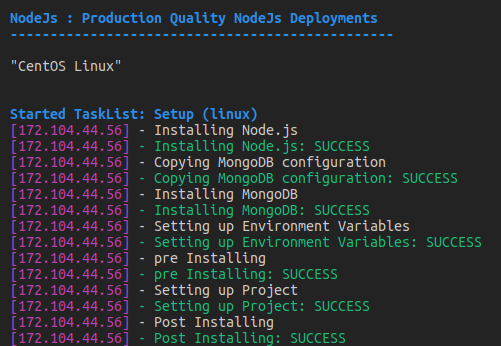 NodeJs : Production Quality NodeJs Deployments
------------------------------------------------
"CentOS Linux"
Started TaskList: Setup (linux)
[172.104.44.56] - Installing Node.js
[172.104.44.56] - Installing Node.js: SUCCESS
[172.104.44.56] - Copying MongoDB configuration
[172.104.44.56] - Copying MongoDB configuration: SUCCESS
[172.104.44.56] - Installing MongoDB
[172.104.44.56] - Installing MongoDB: SUCCESS
[172.104.44.56] - Setting up Environment Variables
[172.104.44.56] - Setting up Environment Variables: SUCCESS
[172.104.44.56] - pre Installing
[172.104.44.56] - pre Installing: SUCCESS
[172.104.44.56] - Setting up Project
[172.104.44.56] - Setting up Project: SUCCESS
[172.104.44.56] - Post Installing
[172.104.44.56] - Post Installing: SUCCESS